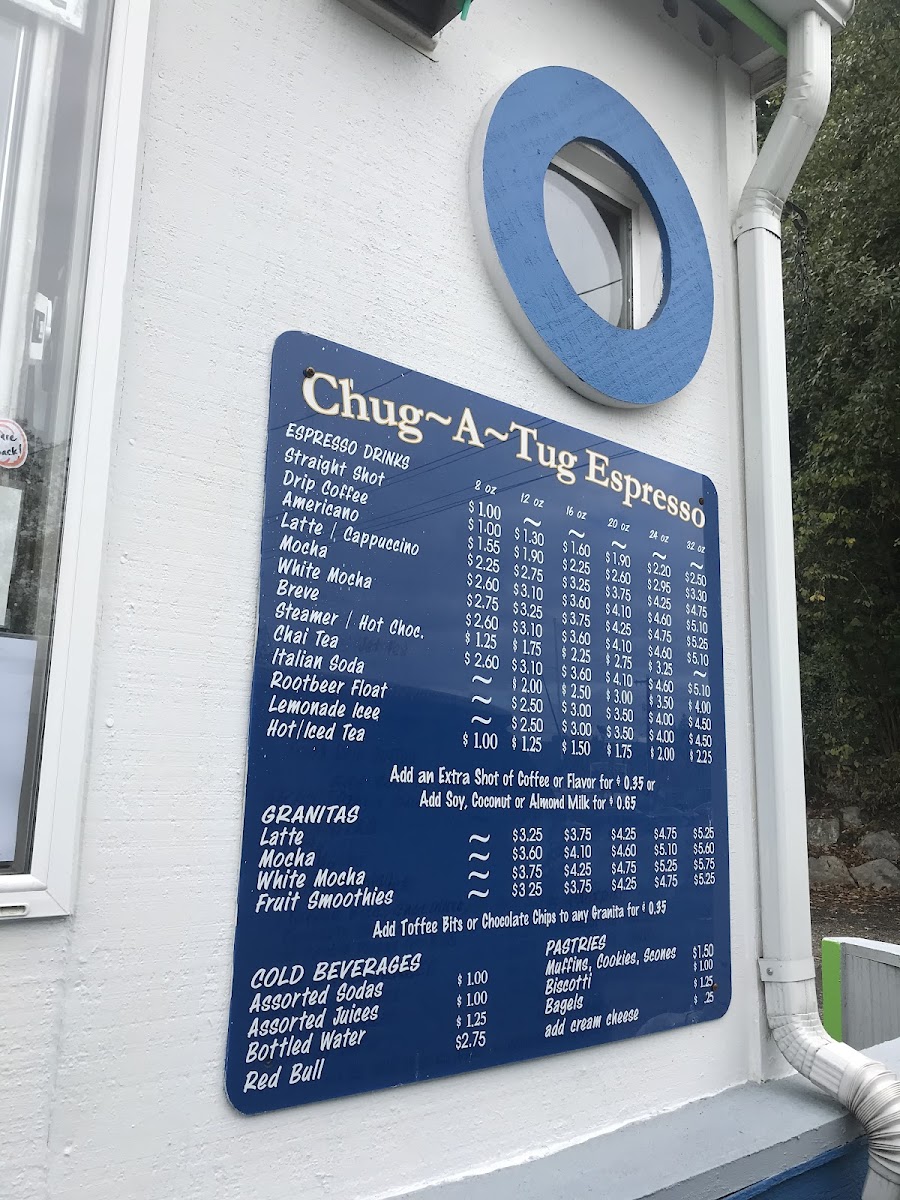 Chug~A~Tug Espresso
ESPRESSO DRINKS 8 oz 12 oz 16 oz 20 oz 24 oz 32 oz
Straight Shot $1.00 ~ ~ ~ ~ ~
Drip Coffee $1.00 $1.30 $1.60 $1.90 $2.20 $2.50
Americano $1.55 $1.90 $2.25 $2.60 $2.95 $3.30
Latte / Cappuccino $2.25 $2.75 $3.25 $3.75 $4.25 $4.75
Mocha $2.60 $3.10 $3.60 $4.10 $4.60 $5.10
White Mocha $2.75 $3.25 $3.75 $4.25 $4.75 $5.25
Breve $2.60 $3.10 $3.60 $4.10 $4.60 $5.10
Steamer / Hot Choc. $1.25 $1.75 $2.25 $2.75 $3.25 ~
Chai Tea $2.60 $3.10 $3.60 $4.10 $4.60 $5.10
Italian Soda ~ $2.00 $2.50 $3.00 $3.50 $4.00
Rootbeer Float ~ $2.50 $3.00 $3.50 $4.00 $4.50
Lemonade Icee ~ $2.50 $3.00 $3.50 $4.00 $4.50
Hot/Iced Tea $1.00 $1.25 $1.50 $1.75 $2.00 $2.25
Add an Extra Shot of Coffee or Flavor for $0.35 or
Add Soy, Coconut or Almond Milk for $0.65
GRANITAS
Latte ~ $3.25 $3.75 $4.25 $4.75 $5.25
Mocha ~ $3.60 $4.10 $4.60 $5.10 $5.60
White Mocha ~ $3.75 $4.25 $4.75 $5.25 $5.75
Fruit Smoothies ~ $3 25 $3.75 $4.25 $4.75 $5.25
Add Toffee Bits or Chocolate Chips to any Granita for $0.35
COLD BEVERAGES
Assorted Sodas $1.00
Assorted Juices $1.00
Bottled Water $1.25
Red Bull $2.75
PASTRIES
Muffins, Cookies, Scones $1.50
Biscotti $1.00
Bagels $1.25
add cream cheese $ .25